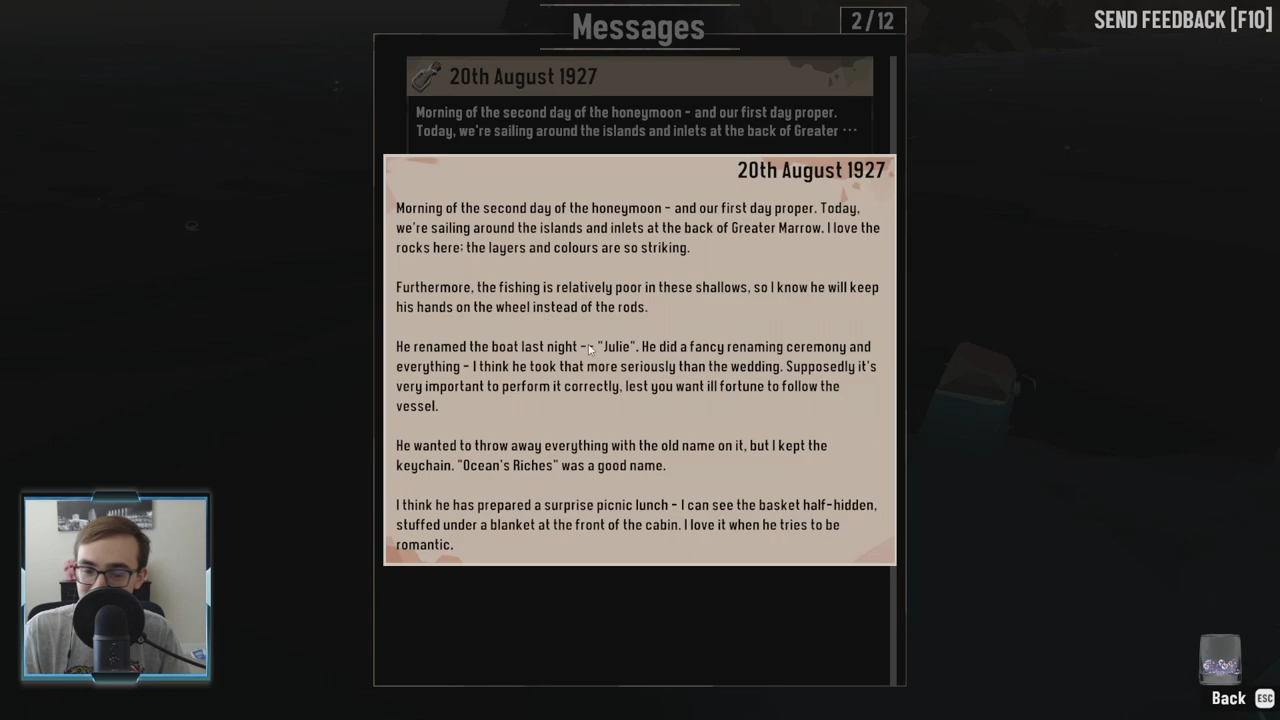 Messages
2/12
SEND FEEDBACK [F10]
20th August 1927
Morning of the second day of the honeymoon - and our first day proper.
Today, we're sailing around the islands and inlets at the back of Greater ...
20th August 1927
Morning of the second day of the honeymoon - and our first day proper. Today,
we're sailing around the islands and inlets at the back of Greater Marrow. I love the
rocks here: the layers and colours are so striking.
Furthermore, the fishing is relatively poor in these shallows, so I know he will keep
his hands on the wheel instead of the rods.
He renamed the boat last night - "Julie". He did a fancy renaming ceremony and
everything - I think he took that more seriously than the wedding. Supposedly it's
very important to perform it correctly, lest you want ill fortune to follow the
vessel.
He wanted to throw away everything with the old name on it, but I kept the
keychain. "Ocean's Riches" was a good name.
I think he has prepared a surprise picnic lunch - I can see the basket half-hidden,
stuffed under a blanket at the front of the cabin. I love it when he tries to be
romantic.
Back ESC